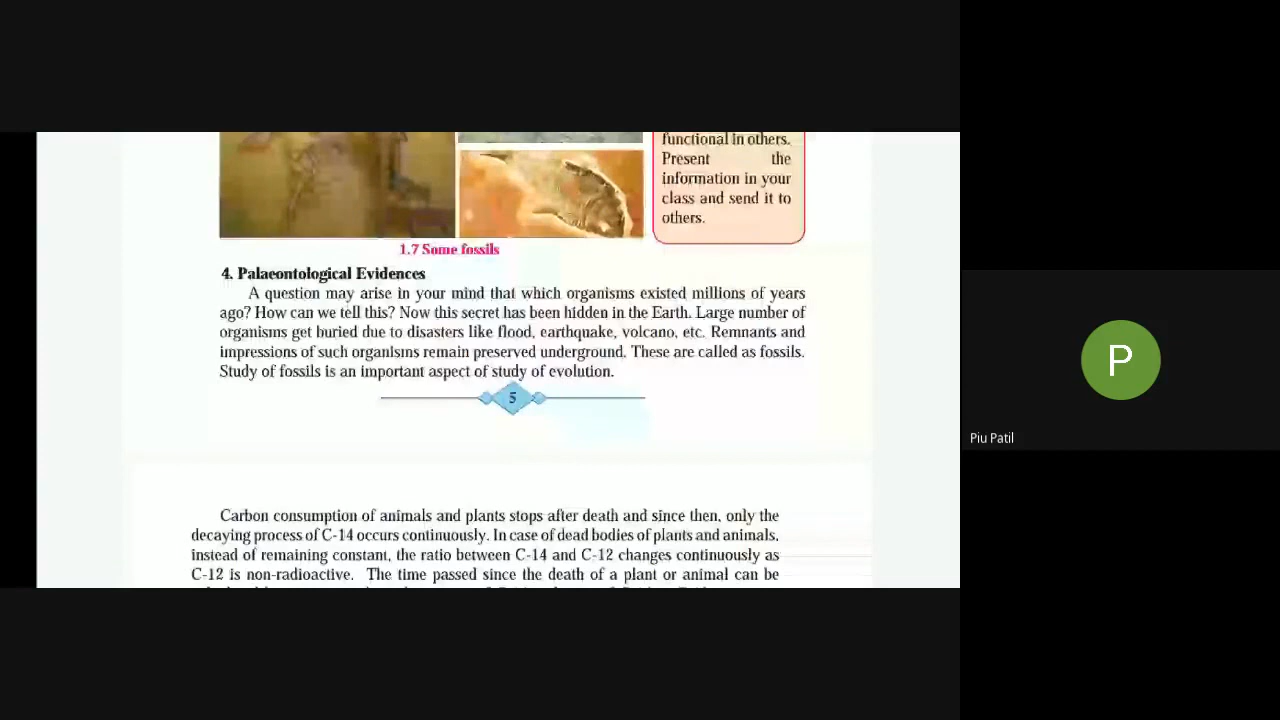 functional in others.
Present the
information in your
class and send it to
others.
1.7 Some fossils
4. Palaeontological Evidences
A question may arise in your mind that which organisms existed millions of years
ago? How can we tell this? Now this secret has been hidden in the Earth. Large number of
organisms get buried due to disasters like flood, earthquake, volcano, etc. Remnants and
impressions of such organisms remain preserved underground. These are called as fossils.
Study of fossils is an important aspect of study of evolution.
5
Carbon consumption of animals and plants stops after death and since then, only the
decaying process of C-14 occurs continuously. In case of dead bodies of plants and animals,
instead of remaining constant, the ratio between C-14 and C-12 changes continuously as
C-12 is non-radioactive. The time passed since the death of a plant or animal can be
P
Piu Patil